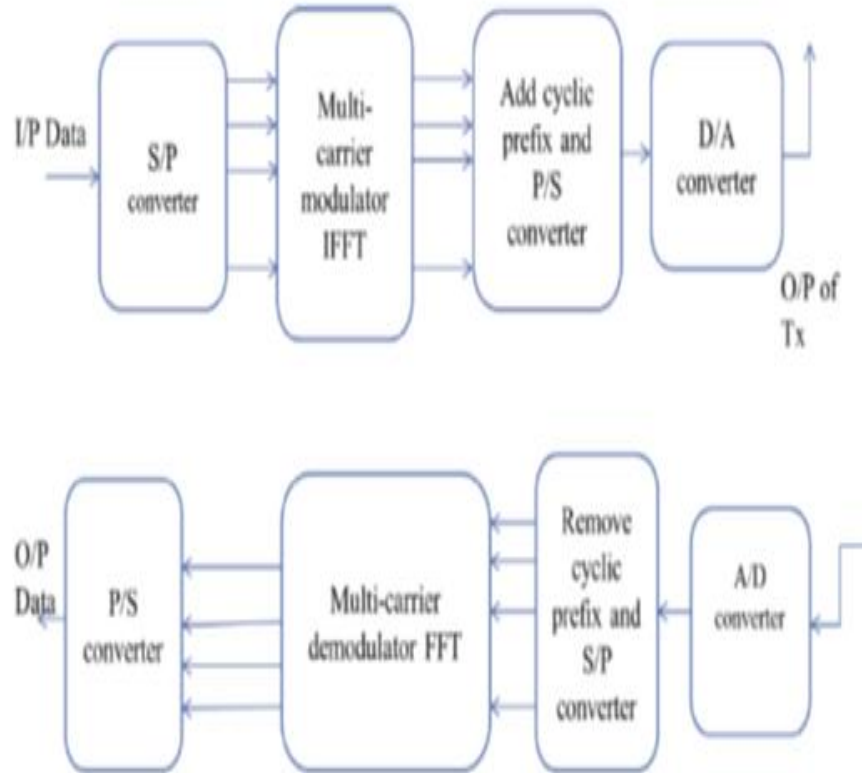 I/P Data
S/P
converter
Multi-
carrier
modulator
IFFT
Add cyclic
prefix and
P/S
converter
D/A
converter
O/P of
Tx
O/P
Data
P/S
converter
Multi-carrier
demodulator FFT
Remove
cyclic
prefix and
S/P
converter
A/D
converter